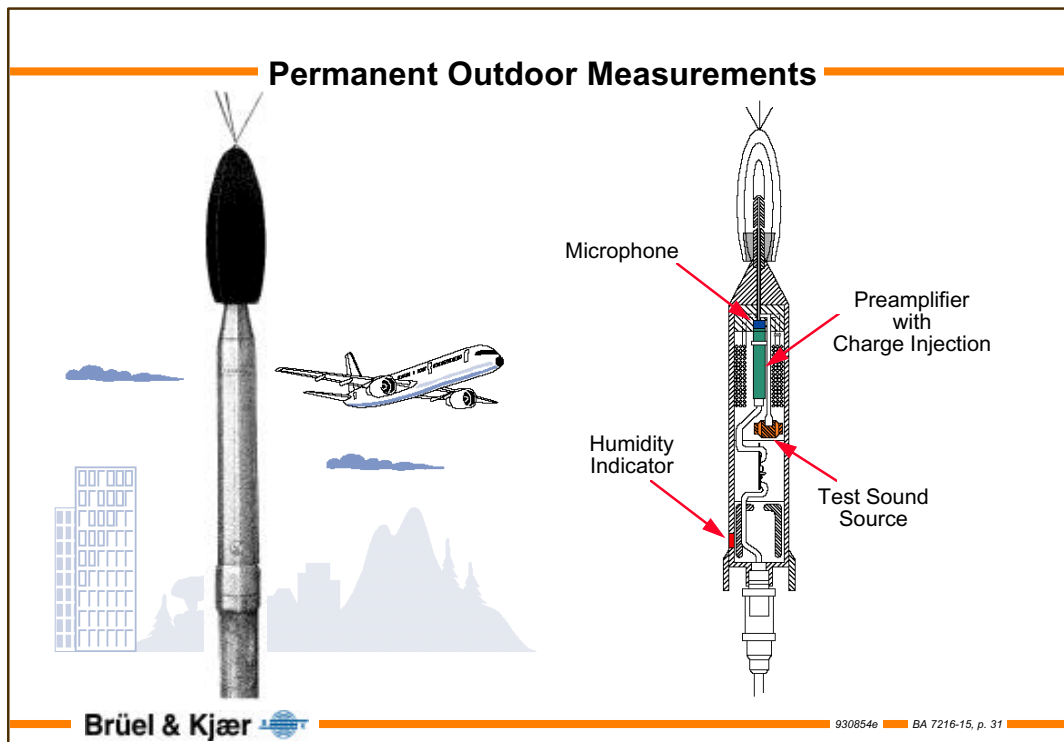 Permanent Outdoor Measurements
Microphone
Preamplifier
with
Charge Injection
Humidity
Indicator
Test Sound
Source
Brüel & Kjær
930854e
BA 7216-15, p. 31